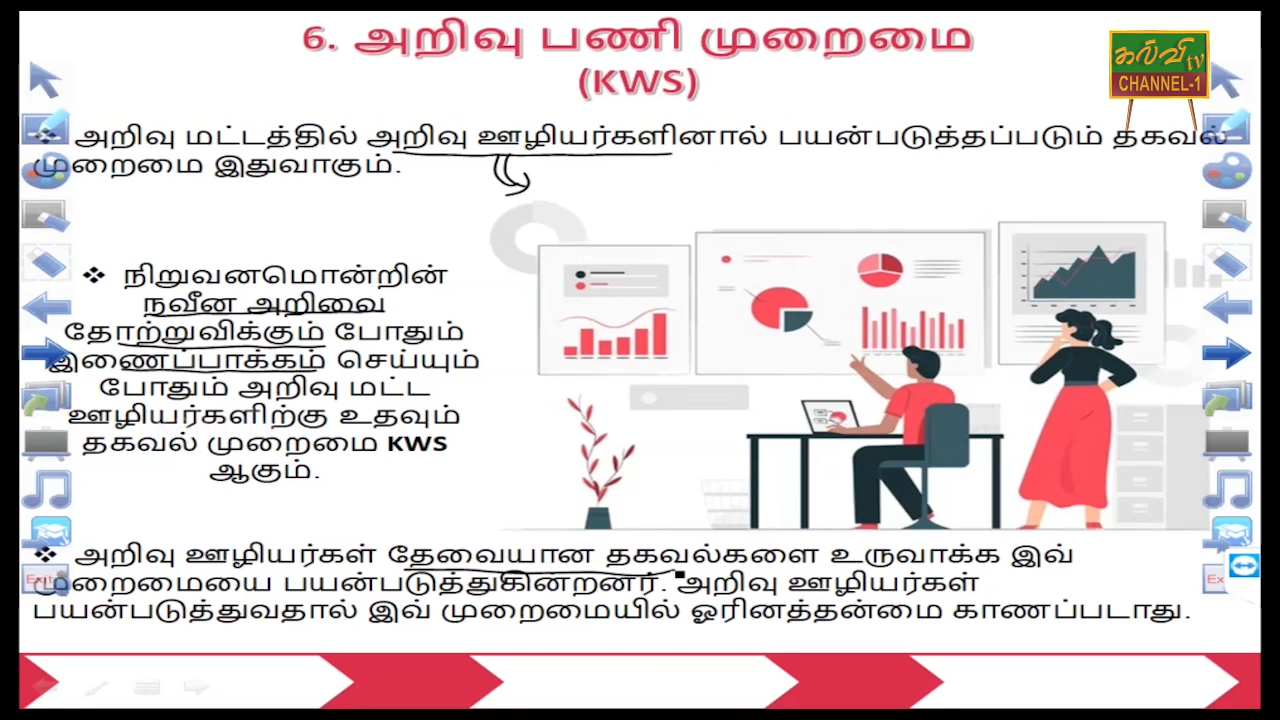 6. அறிவு பணி முறைமை
(KWS)
கல்வி tv
CHANNEL-1
❖ அறிவு மட்டத்தில் அறிவு ஊழியர்களினால் பயன்படுத்தப்படும் தகவல்
முறைமை இதுவாகும்.
❖ நிறுவனமொன்றின்
நவீன அறிவை
தோற்றுவிக்கும் போதும்
இணைப்பாக்கம் செய்யும்
போதும் அறிவு மட்ட
ஊழியர்களிற்கு உதவும்
தகவல் முறைமை KWS
ஆகும்.
❖ அறிவு ஊழியர்கள் தேவையான தகவல்களை உருவாக்க இவ்
முறைமையை பயன்படுத்துகின்றனர். அறிவு ஊழியர்கள்
பயன்படுத்துவதால் இவ் முறைமையில் ஓரினத்தன்மை காணப்படாது.
Exit
Ex